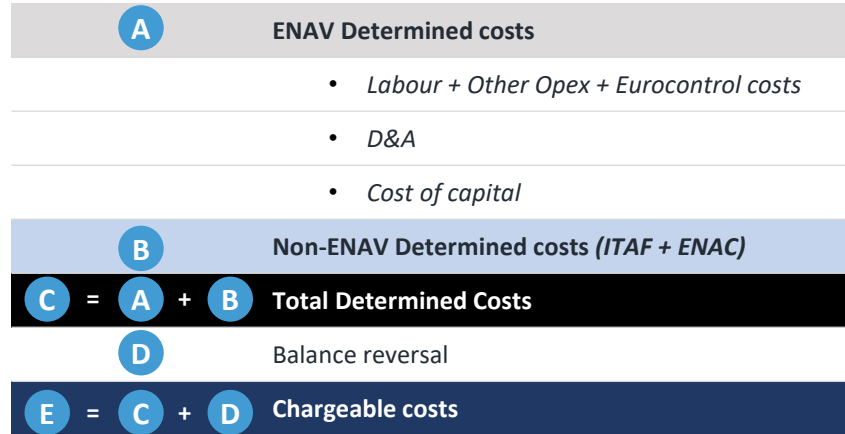 A ENAV Determined costs
• Labour + Other Opex + Eurocontrol costs
• D&A
• Cost of capital
B Non-ENAV Determined costs (ITAF + ENAC)
C = A + B Total Determined Costs
D Balance reversal
E = C + D Chargeable costs